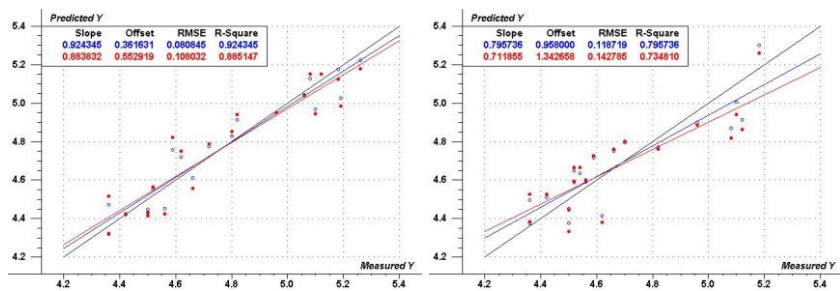 Predicted Y
Slope Offset RMSE R-Square
0.924345 0.361631 0.080845 0.924345
0.883832 0.552919 0.108032 0.885147
5.4
5.2
5.0
4.8
4.6
4.4
4.2
4.2 4.4 4.6 4.8 5.0 5.2 5.4
Measured Y
Predicted Y
Slope Offset RMSE R-Square
0.795736 0.958000 0.118719 0.795736
0.711855 1.342658 0.142785 0.734810
5.4
5.2
5.0
4.8
4.6
4.4
4.2
4.2 4.4 4.6 4.8 5.0 5.2 5.4
Measured Y